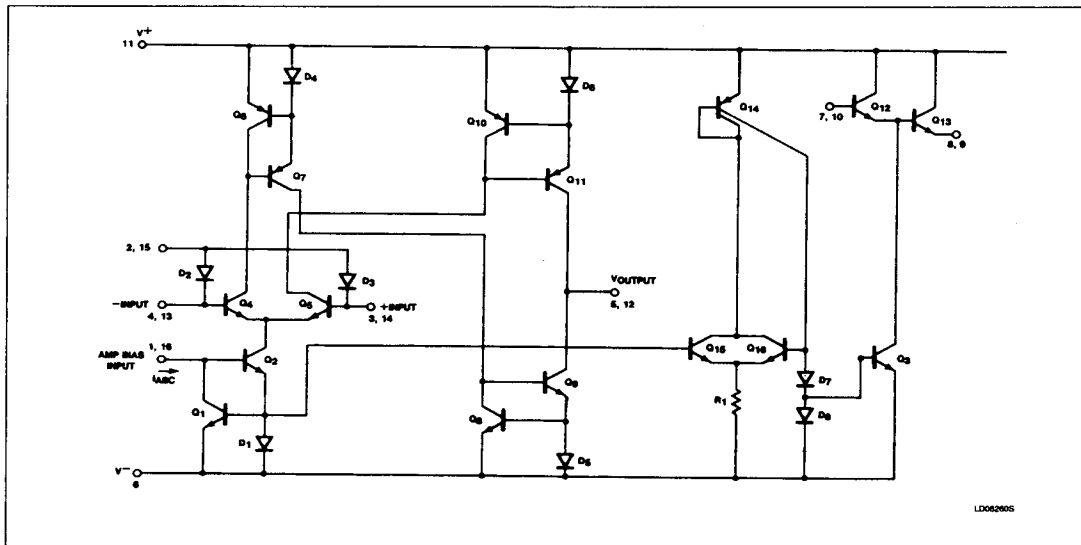 V+
11
D4
D6
Q6
Q10
Q14
Q12
7, 10
Q13
8, 9
Q7
Q11
2, 15
D2
D3
VOUTPUT
5, 12
−INPUT
4, 13
Q4
Q5
+INPUT
3, 14
1, 16
AMP BIAS
INPUT
IABC
Q2
Q15
Q16
Q3
D7
Q1
D1
Q9
Q8
R1
D8
D5
V−
6
LD08260S